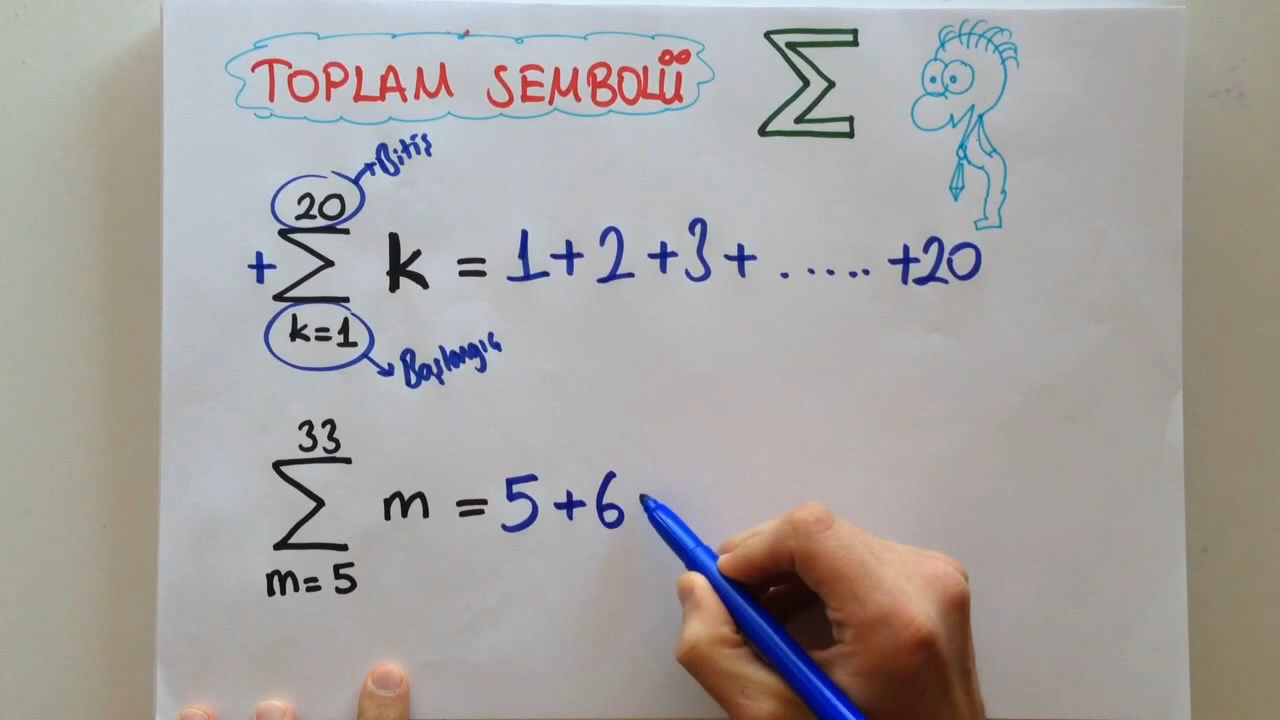 TOPLAM SEMBOLÜ Σ
Bitiş
20
+ Σ k = 1 + 2 + 3 + ..... + 20
k=1
Başlangıç
33
Σ m = 5 + 6
m=5